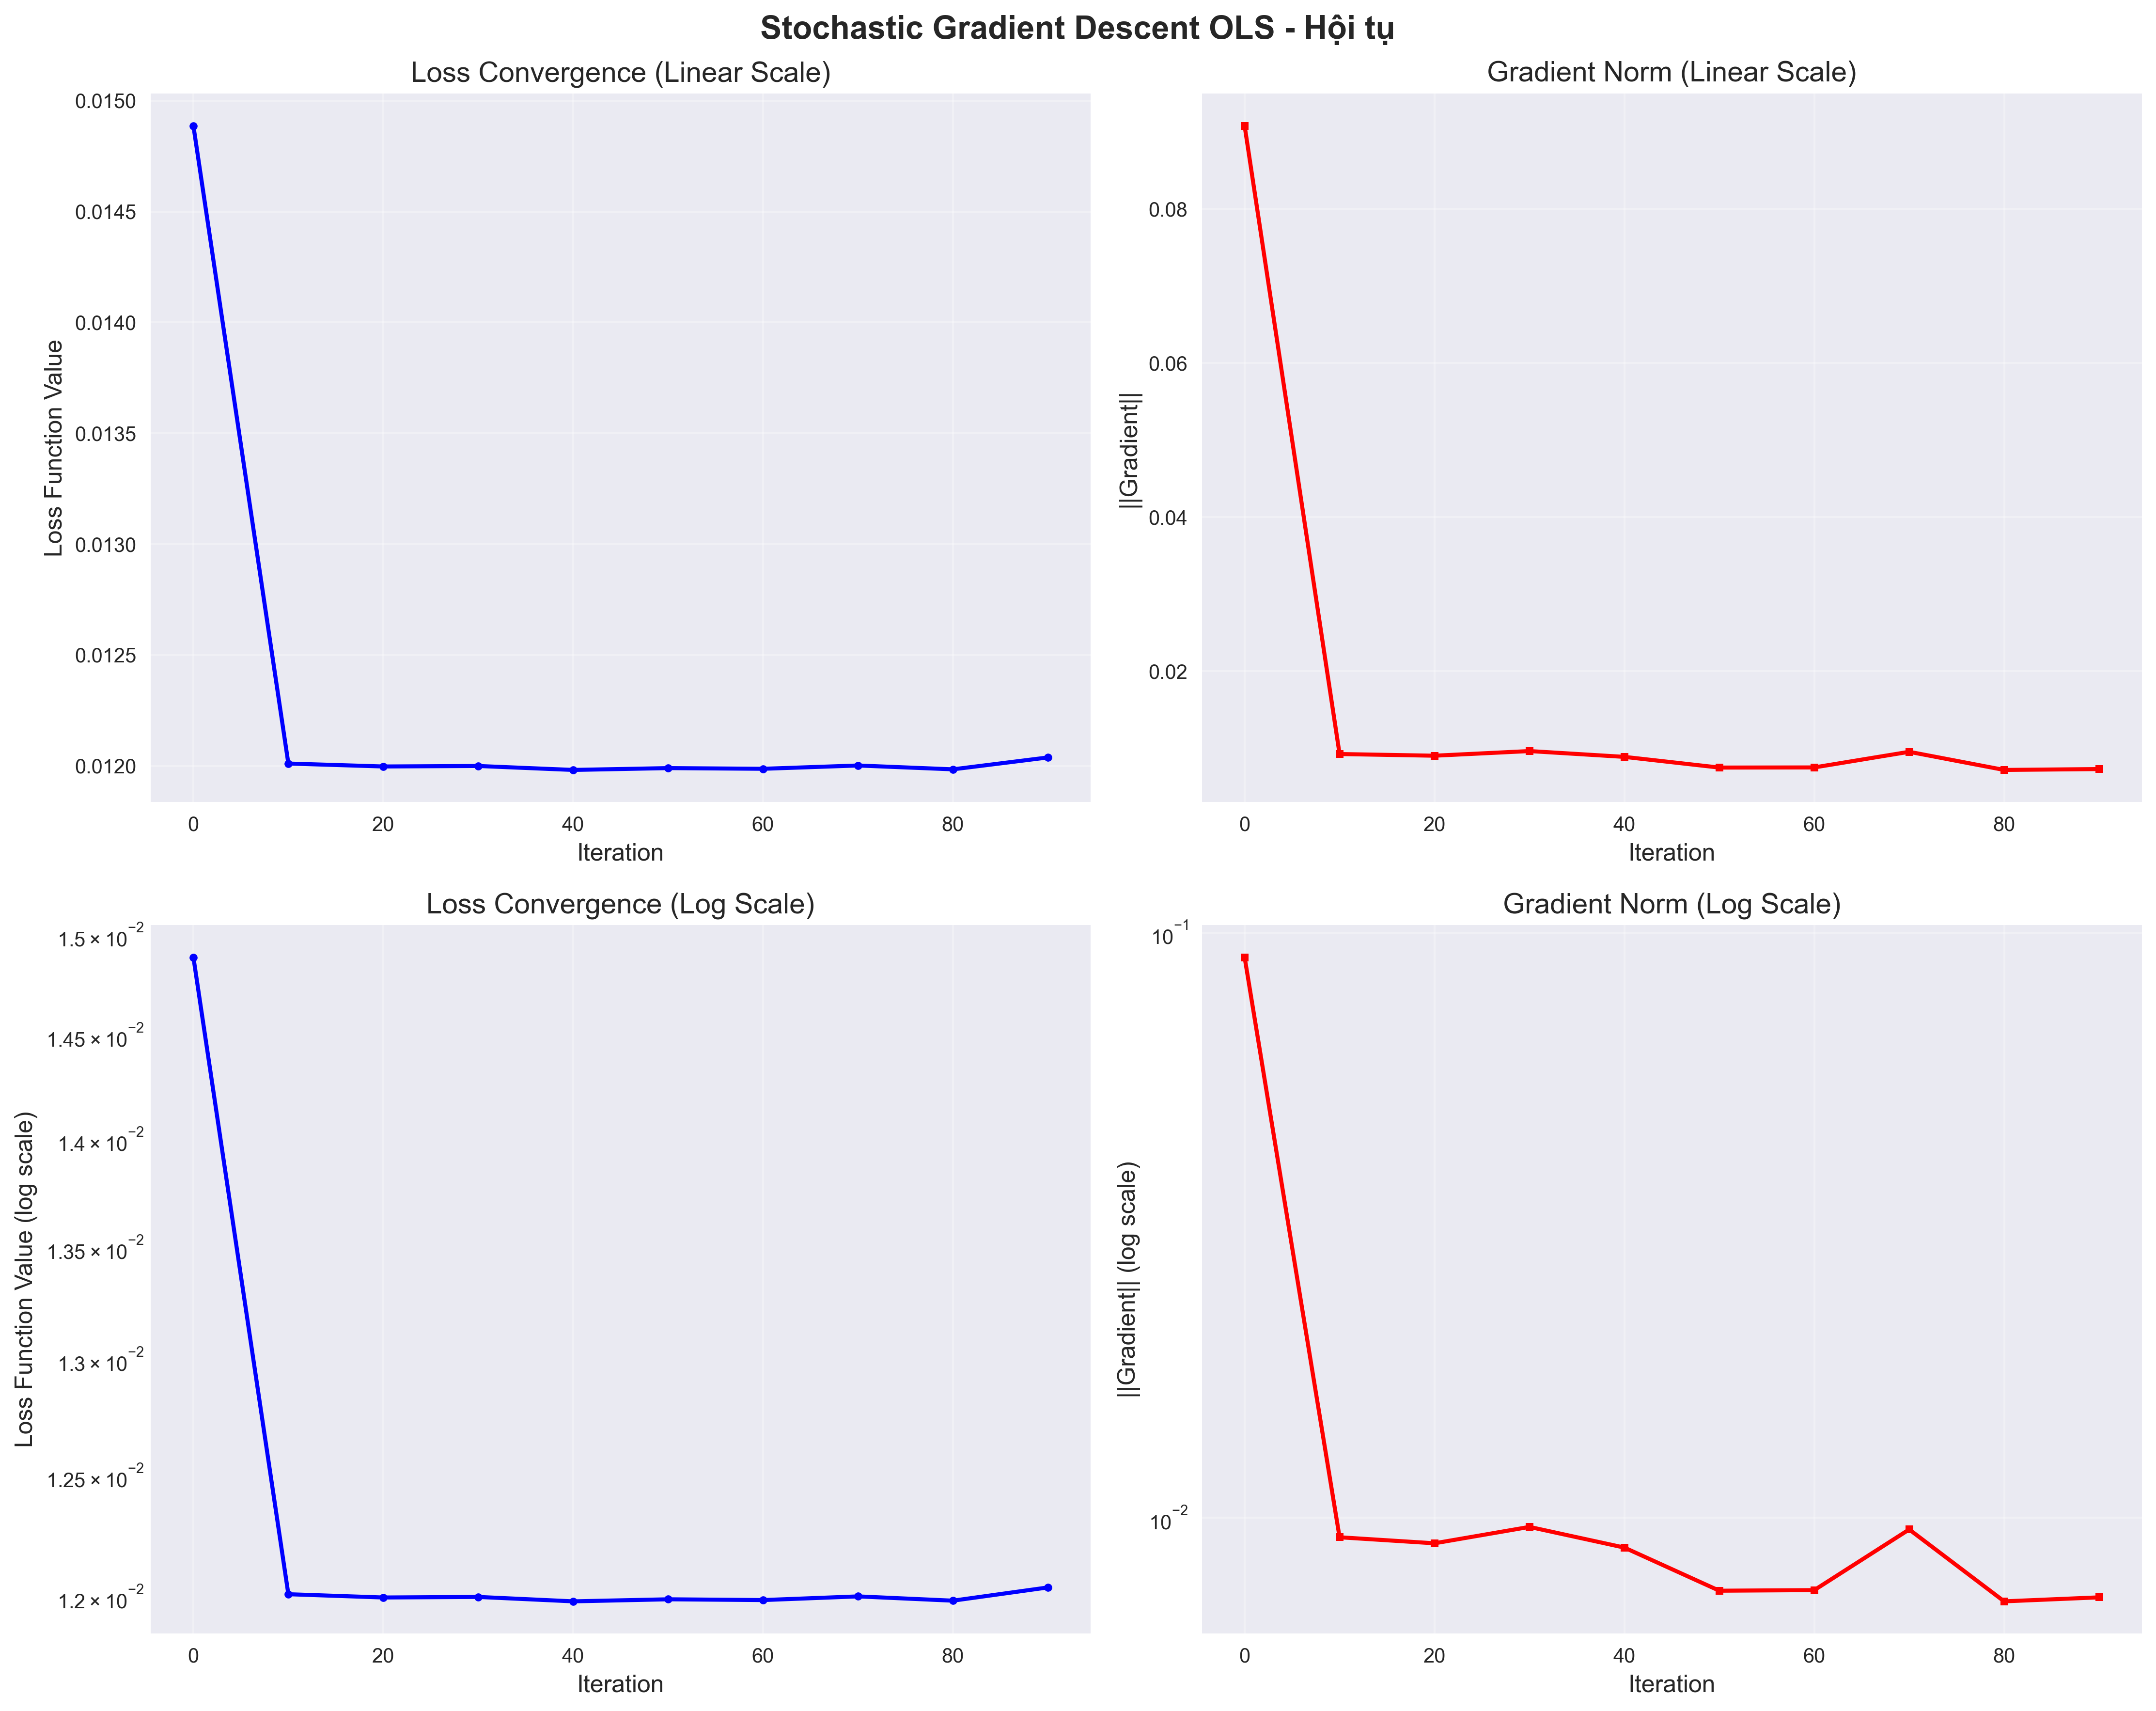 Stochastic Gradient Descent OLS - Hội tụ
Loss Convergence (Linear Scale)
0.0150
0.0145
0.0140
0.0135
0.0130
0.0125
0.0120
Loss Function Value
0 20 40 60 80
Iteration
Gradient Norm (Linear Scale)
0.08
0.06
0.04
0.02
||Gradient||
0 20 40 60 80
Iteration
Loss Convergence (Log Scale)
1.5 × 10⁻²
1.45 × 10⁻²
1.4 × 10⁻²
1.35 × 10⁻²
1.3 × 10⁻²
1.25 × 10⁻²
1.2 × 10⁻²
Loss Function Value (log scale)
0 20 40 60 80
Iteration
Gradient Norm (Log Scale)
10⁻¹
10⁻²
||Gradient|| (log scale)
0 20 40 60 80
Iteration